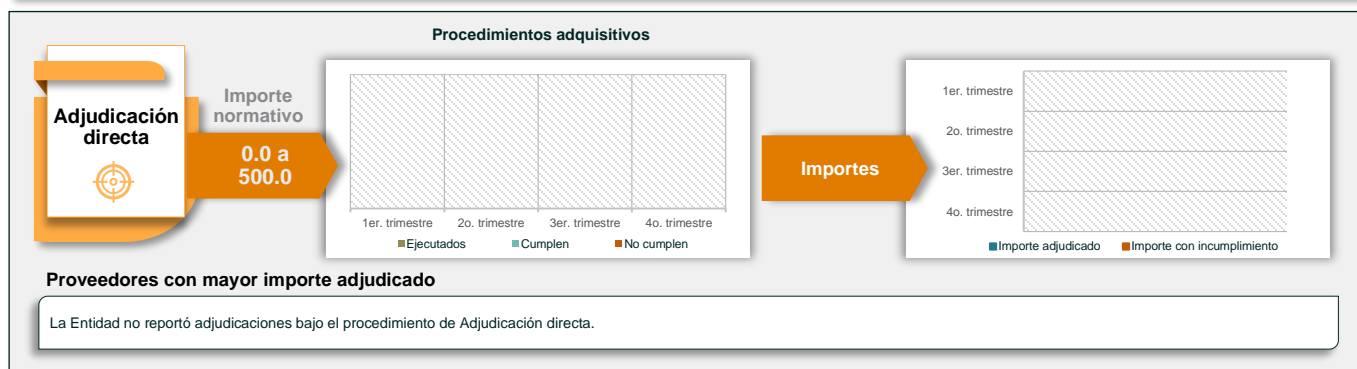 Procedimientos adquisitivos
Adjudicación
directa
Importe
normativo
0.0 a
500.0
1er. trimestre 2o. trimestre 3er. trimestre 4o. trimestre
Ejecutados Cumplen No cumplen
Importes
1er. trimestre
2o. trimestre
3er. trimestre
4o. trimestre
Importe adjudicado Importe con incumplimiento
Proveedores con mayor importe adjudicado
La Entidad no reportó adjudicaciones bajo el procedimiento de Adjudicación directa.